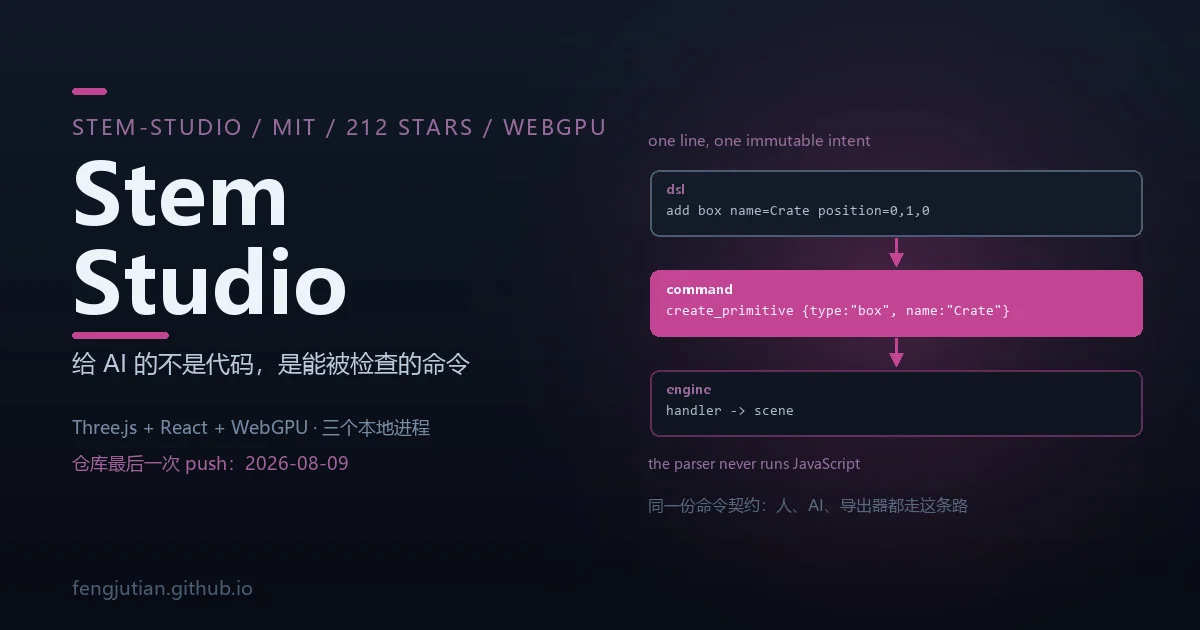 STEM-STUDIO / MIT / 212 STARS / WEBGPU
Stem
Studio
给 AI 的不是代码，是能被检查的命令
Three.js + React + WebGPU · 三个本地进程
仓库最后一次 push：2026-08-09
fengjutian.github.io
one line, one immutable intent
dsl
add box name=Crate position=0,1,0
command
create_primitive {type:"box", name:"Crate"}
engine
handler -> scene
the parser never runs JavaScript
同一份命令契约：人、AI、导出器都走这条路